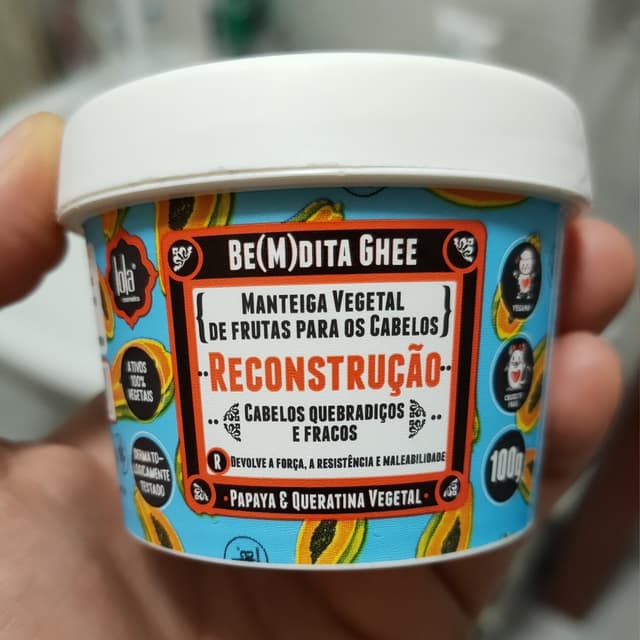 Be(m)dita Ghee
lola
Manteiga Vegetal
de frutas para os Cabelos
Reconstrução
Cabelos quebradiços
e fracos
R Devolve a força, a resistência e maleabilidade
Papaya & Queratina Vegetal
Ativos
100%
vegetais
Dermato-
logicamente
testado
Vegano
100g